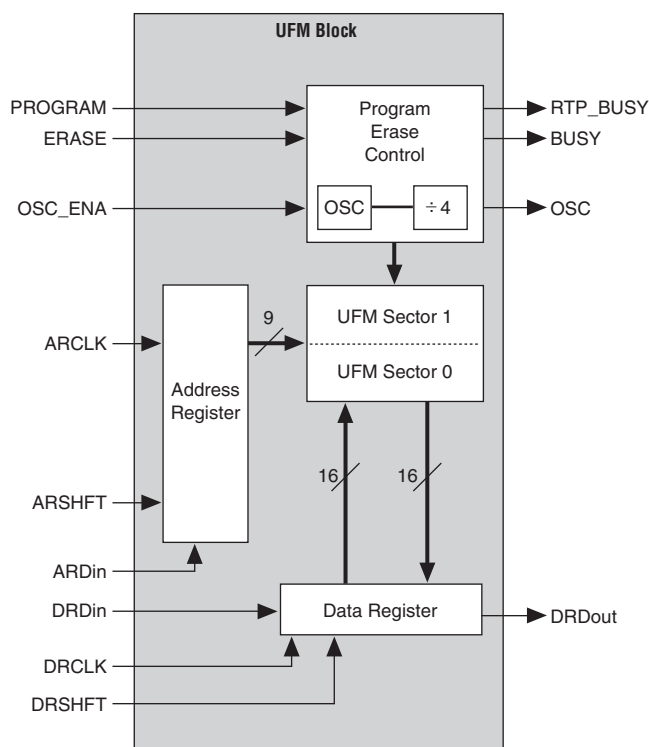 UFM Block
PROGRAM
ERASE
OSC_ENA
Program
Erase
Control
OSC
÷ 4
RTP_BUSY
BUSY
OSC
9
UFM Sector 1
UFM Sector 0
ARCLK
Address
Register
ARSHFT
16
16
ARDin
DRDin
Data Register
DRDout
DRCLK
DRSHFT